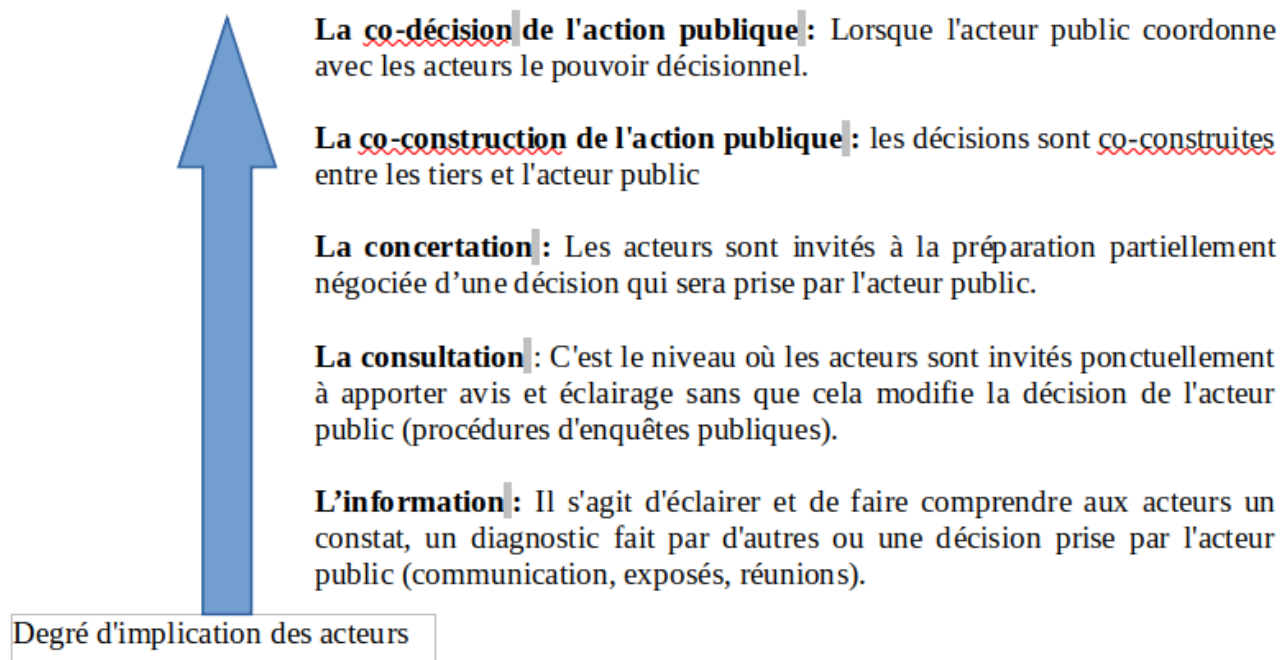 La co-décision de l'action publique : Lorsque l'acteur public coordonne
avec les acteurs le pouvoir décisionnel.
La co-construction de l'action publique : les décisions sont co-construites
entre les tiers et l'acteur public
La concertation : Les acteurs sont invités à la préparation partiellement
négociée d’une décision qui sera prise par l'acteur public.
La consultation : C'est le niveau où les acteurs sont invités ponctuellement
à apporter avis et éclairage sans que cela modifie la décision de l'acteur
public (procédures d'enquêtes publiques).
L’information : Il s'agit d'éclairer et de faire comprendre aux acteurs un
constat, un diagnostic fait par d'autres ou une décision prise par l'acteur
public (communication, exposés, réunions).
Degré d'implication des acteurs